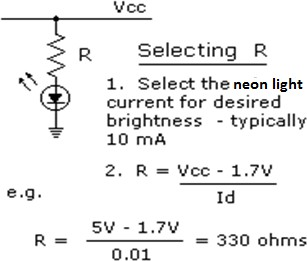 Vcc
R
Selecting R
1. Select the neon light
current for desired
brightness - typically
10 mA
2. R = Vcc - 1.7V
Id
e.g.
R = 5V - 1.7V = 330 ohms
0.01